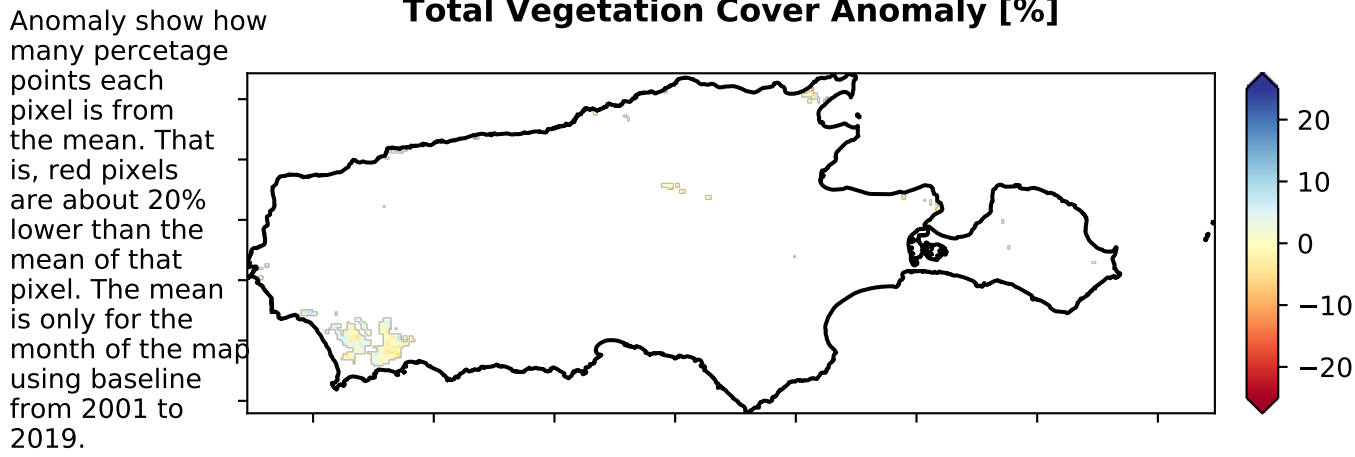 Total Vegetation Cover Anomaly [%]
Anomaly show how
many percetage
points each
pixel is from
the mean. That
is, red pixels
are about 20%
lower than the
mean of that
pixel. The mean
is only for the
month of the map
using baseline
from 2001 to
2019.
20
10
0
−10
−20